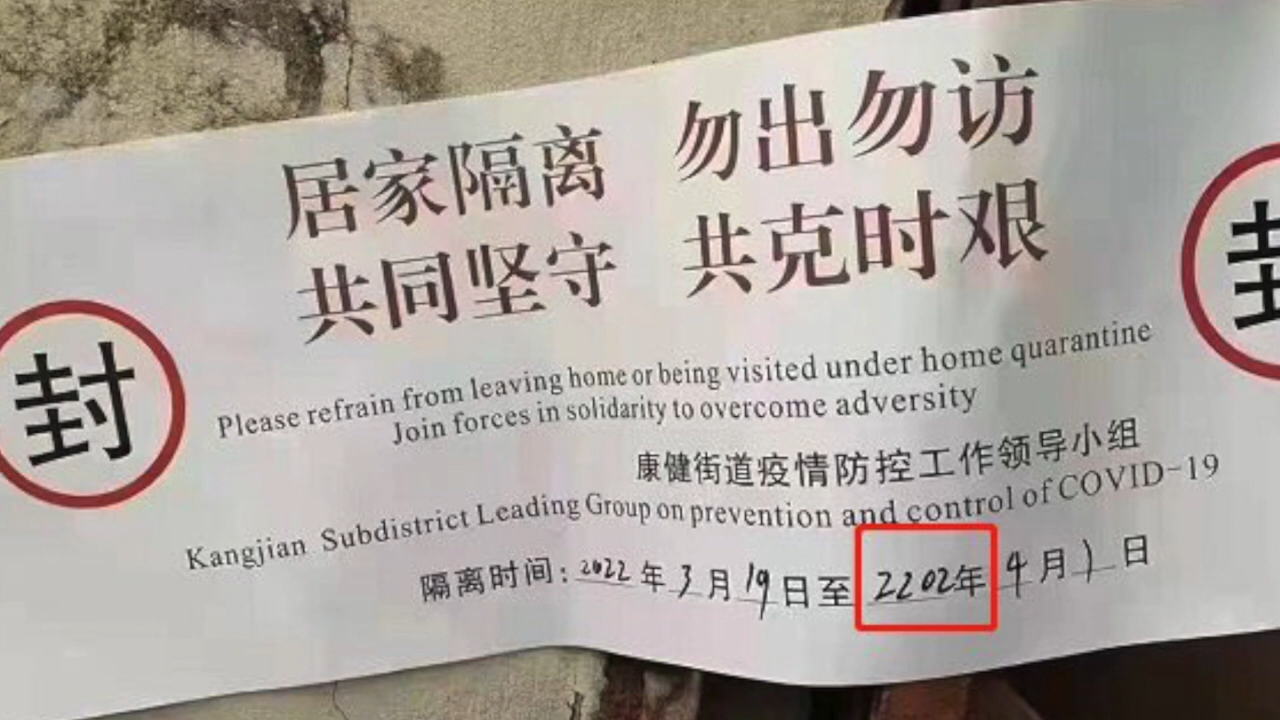 居家隔离 勿出勿访
共同坚守 共克时艰
封
封
Please refrain from leaving home or being visited under home quarantine
Join forces in solidarity to overcome adversity
康健街道疫情防控工作领导小组
Kangjian Subdistrict Leading Group on prevention and control of COVID-19
隔离时间:2022年3月19日至2202年4月1日